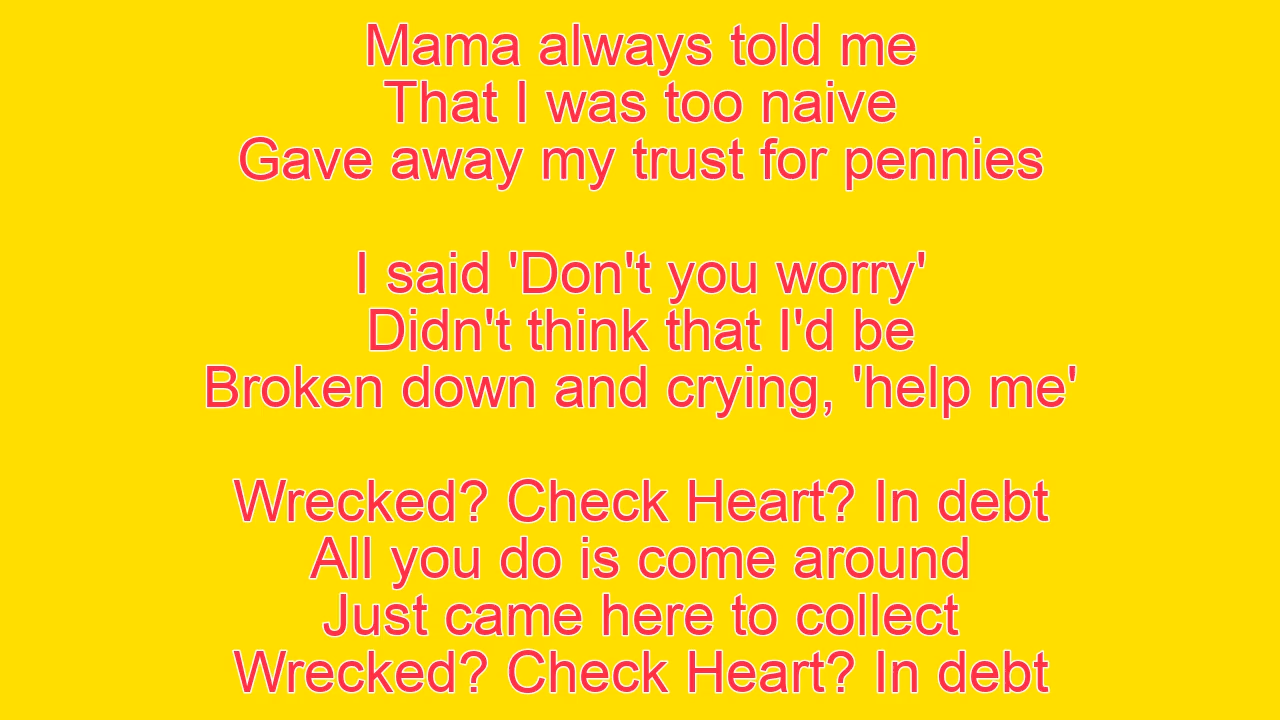 Mama always told me
That I was too naive
Gave away my trust for pennies
I said 'Don't you worry'
Didn't think that I'd be
Broken down and crying, 'help me'
Wrecked? Check Heart? In debt
All you do is come around
Just came here to collect
Wrecked? Check Heart? In debt